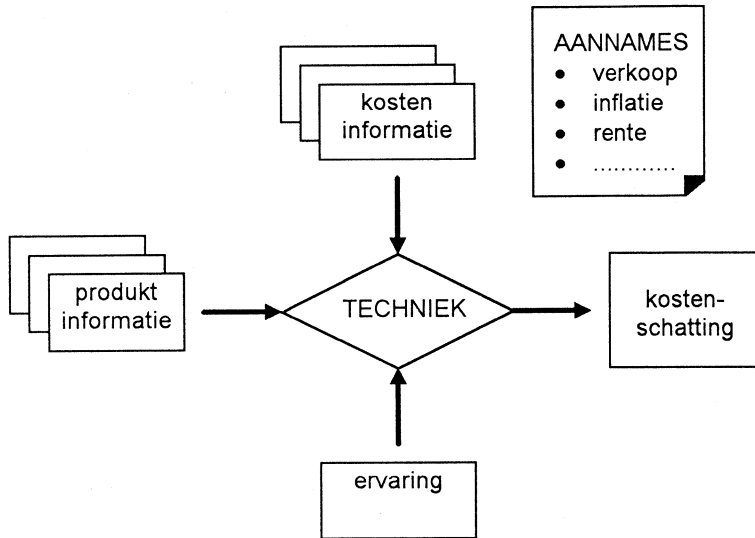 AANNAMES
● verkoop
● inflatie
● rente
● ............
kosten
informatie
produkt
informatie
TECHNIEK
kosten-
schatting
ervaring